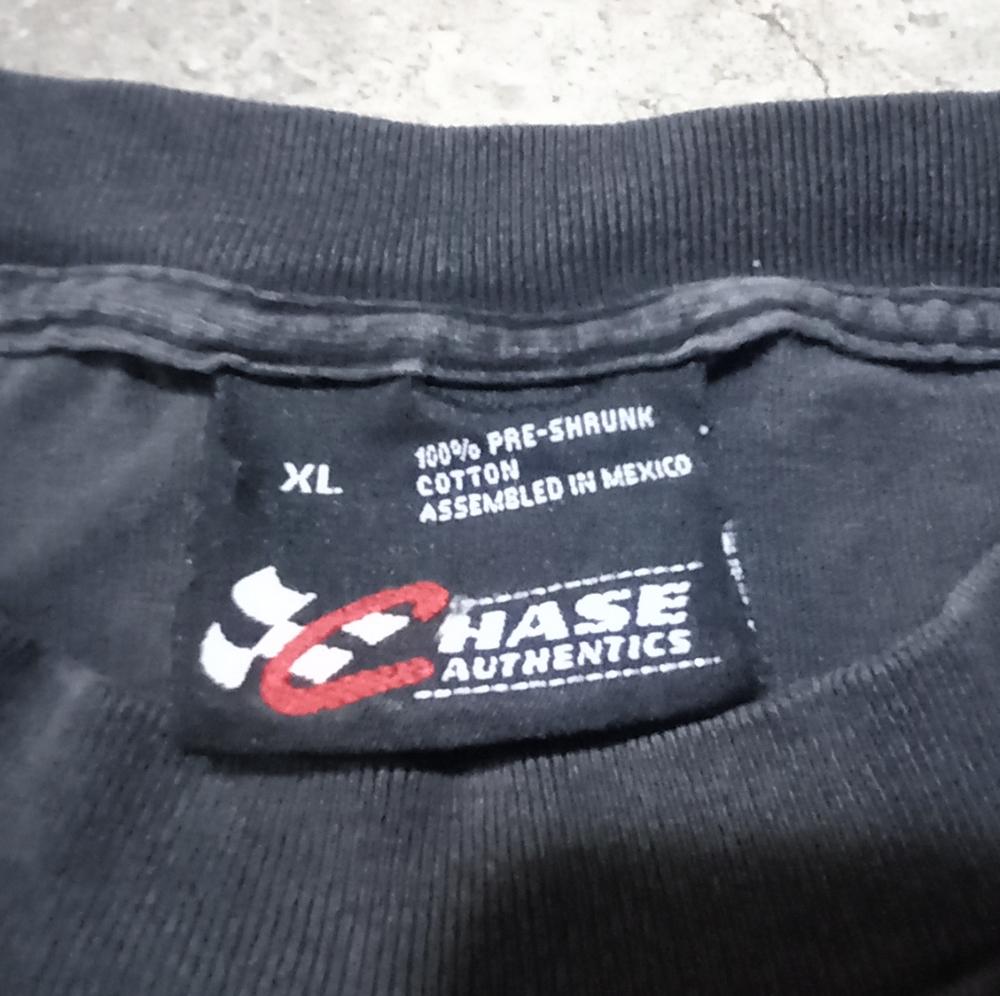 XL
100% PRE-SHRUNK
COTTON
ASSEMBLED IN MEXICO
CHASE
AUTHENTICS